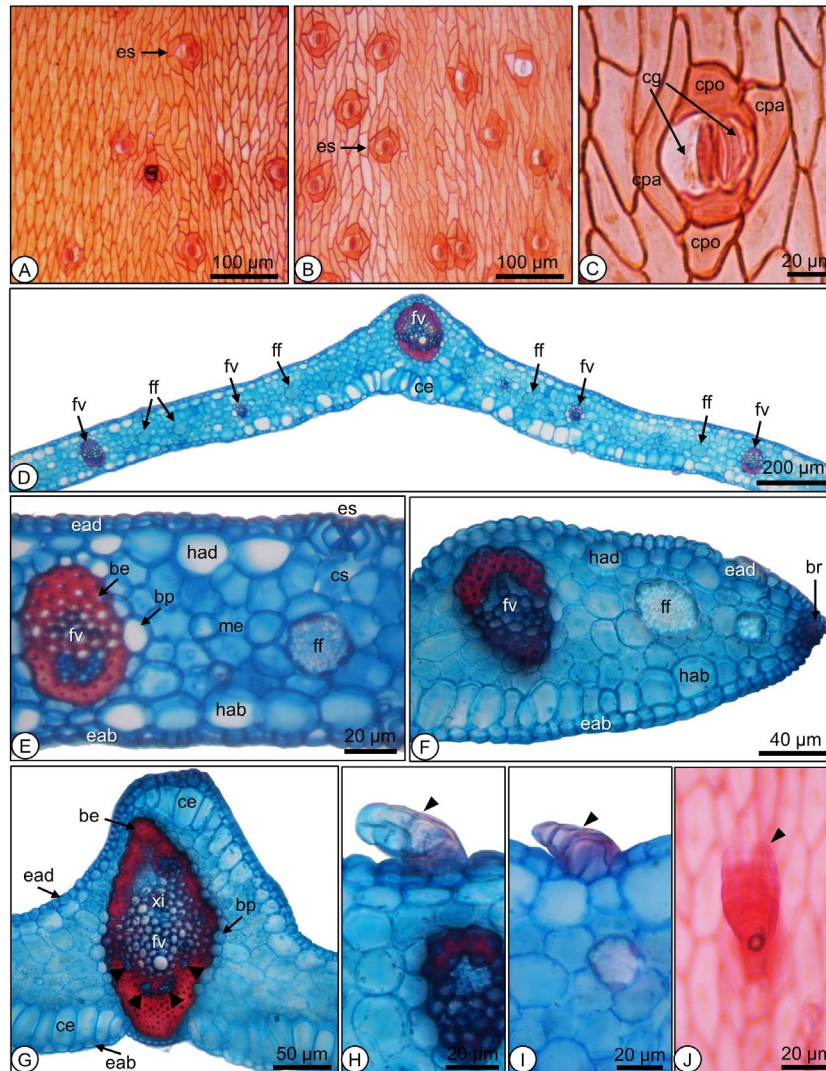 es
A
100 µm
es
B
100 µm
cg
cpo
cpa
cpa
cpo
C
20 µm
fv
ff
fv
ff
fv
ce
ff
fv
ff
fv
D
200 µm
es
ead
had
be
bp
cs
fv
me
ff
hab
eab
E
20 µm
had
ead
br
fv
ff
hab
eab
F
40 µm
ce
be
ead
xi
bp
fv
ce
eab
G
50 µm
H
20 µm
I
20 µm
J
20 µm